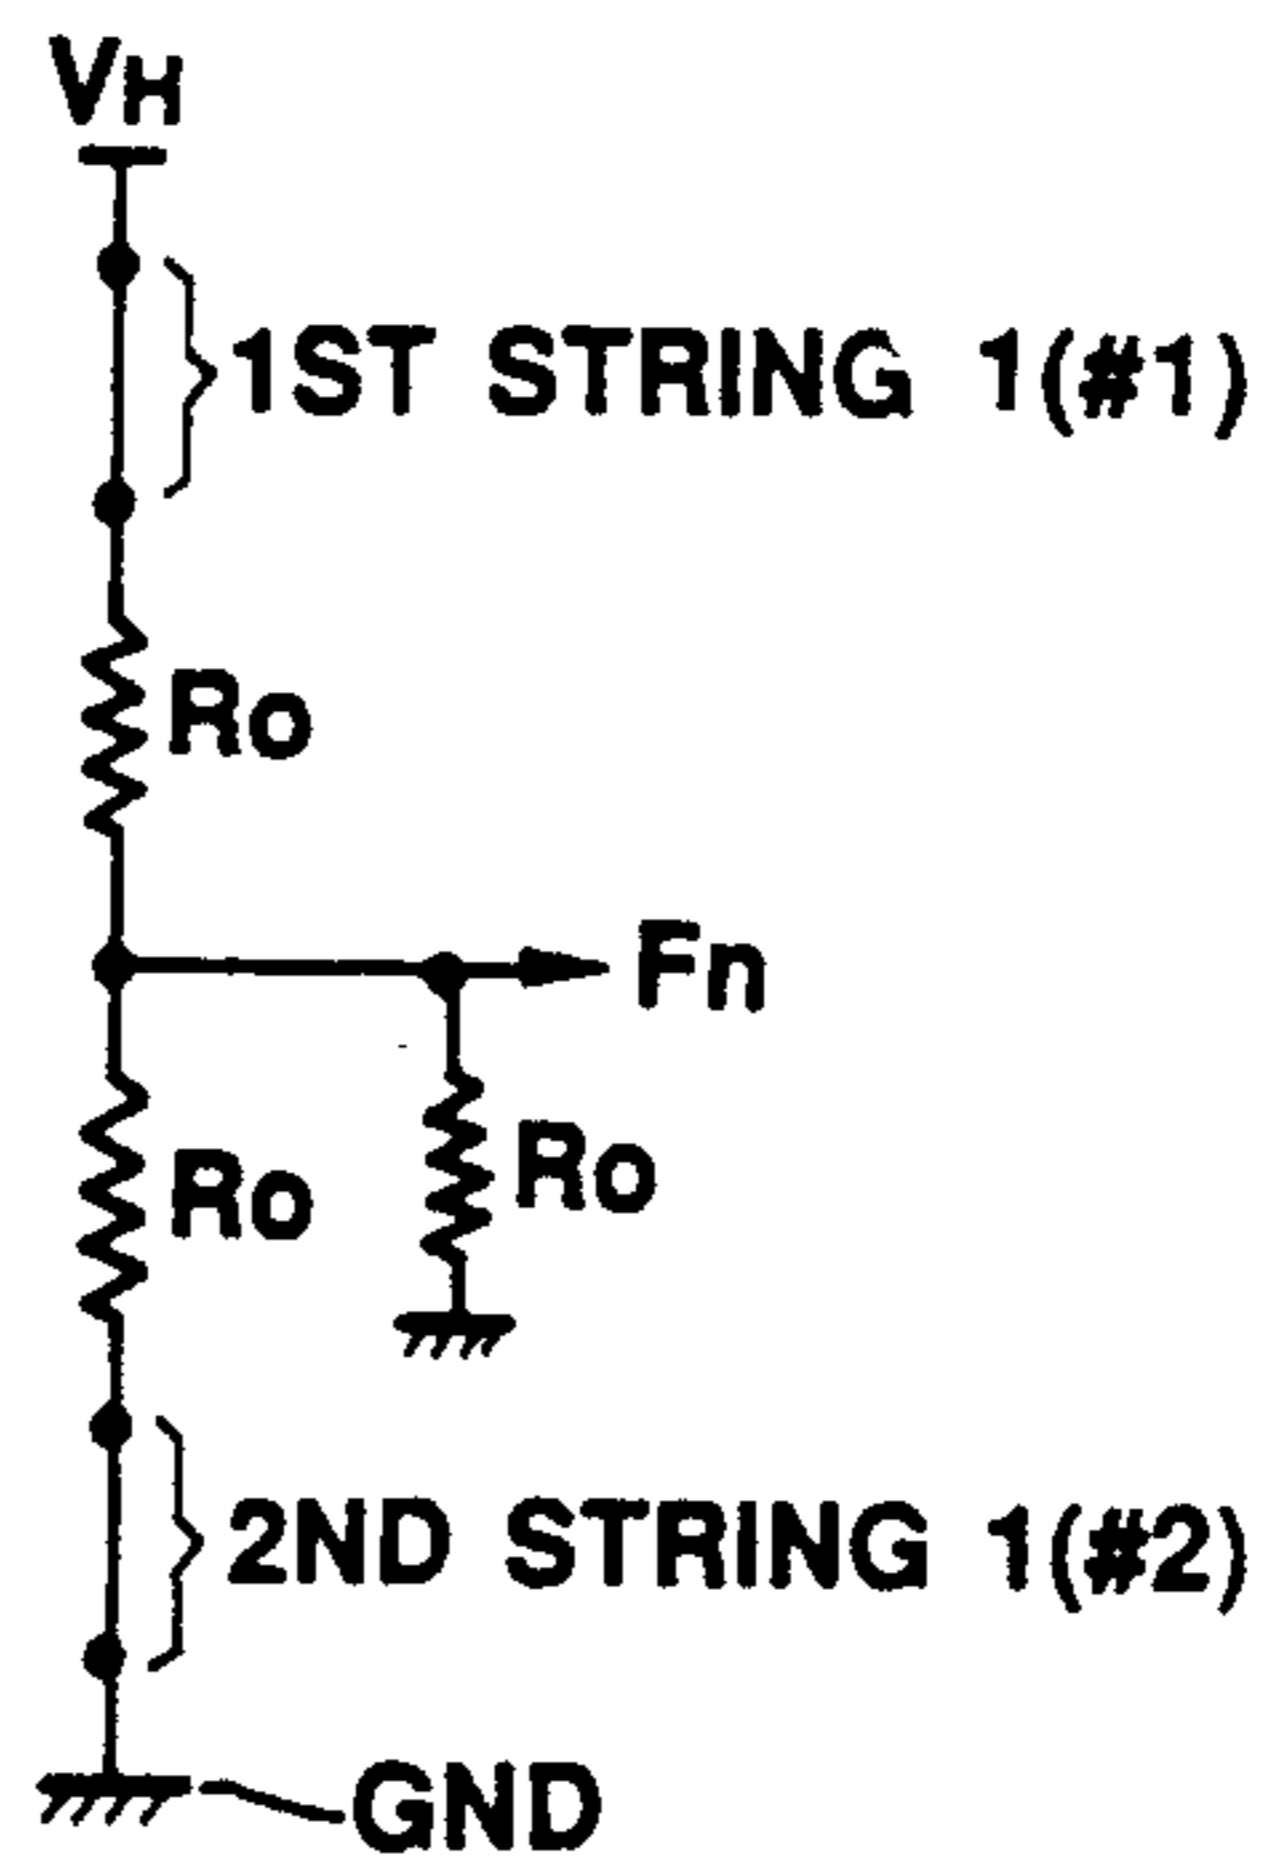 VH
1ST STRING 1(#1)
Ro
Fn
Ro
Ro
2ND STRING 1(#2)
GND